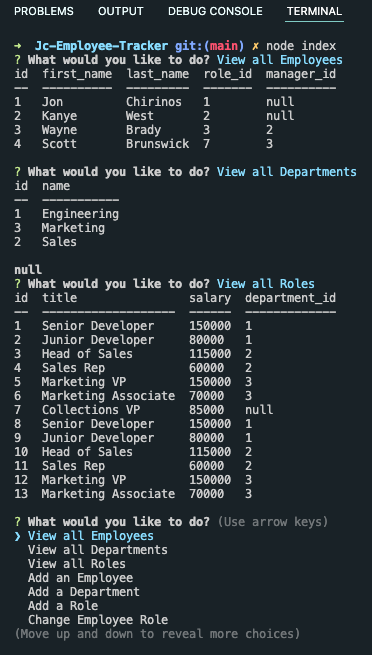 PROBLEMS OUTPUT DEBUG CONSOLE TERMINAL
→ Jc-Employee-Tracker git:(main) ✗ node index
? What would you like to do? View all Employees
id first_name last_name role_id manager_id
-- ---------- --------- ------- ----------
1 Jon Chirinos 1 null
2 Kanye West 2 null
3 Wayne Brady 3 2
4 Scott Brunswick 7 3
? What would you like to do? View all Departments
id name
-- -----------
1 Engineering
3 Marketing
2 Sales
null
? What would you like to do? View all Roles
id title salary department_id
-- ------------------- ------ -------------
1 Senior Developer 150000 1
2 Junior Developer 80000 1
3 Head of Sales 115000 2
4 Sales Rep 60000 2
5 Marketing VP 150000 3
6 Marketing Associate 70000 3
7 Collections VP 85000 null
8 Senior Developer 150000 1
9 Junior Developer 80000 1
10 Head of Sales 115000 2
11 Sales Rep 60000 2
12 Marketing VP 150000 3
13 Marketing Associate 70000 3
? What would you like to do? (Use arrow keys)
❯ View all Employees
View all Departments
View all Roles
Add an Employee
Add a Department
Add a Role
Change Employee Role
(Move up and down to reveal more choices)